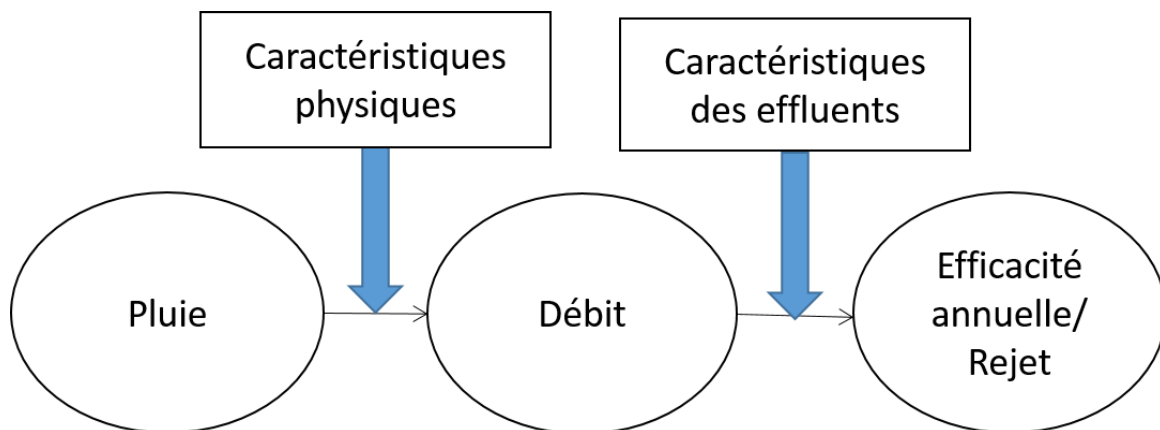 Caractéristiques
physiques
Caractéristiques
des effluents
Pluie
Débit
Efficacité
annuelle/
Rejet